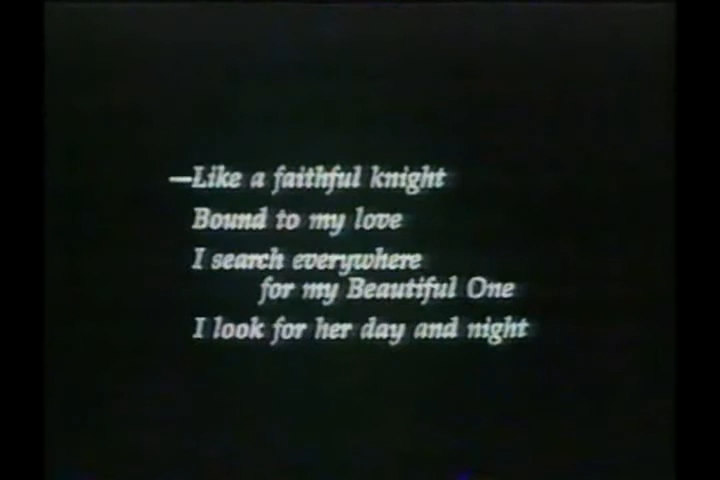 —Like a faithful knight
Bound to my love
I search everywhere
for my Beautiful One
I look for her day and night